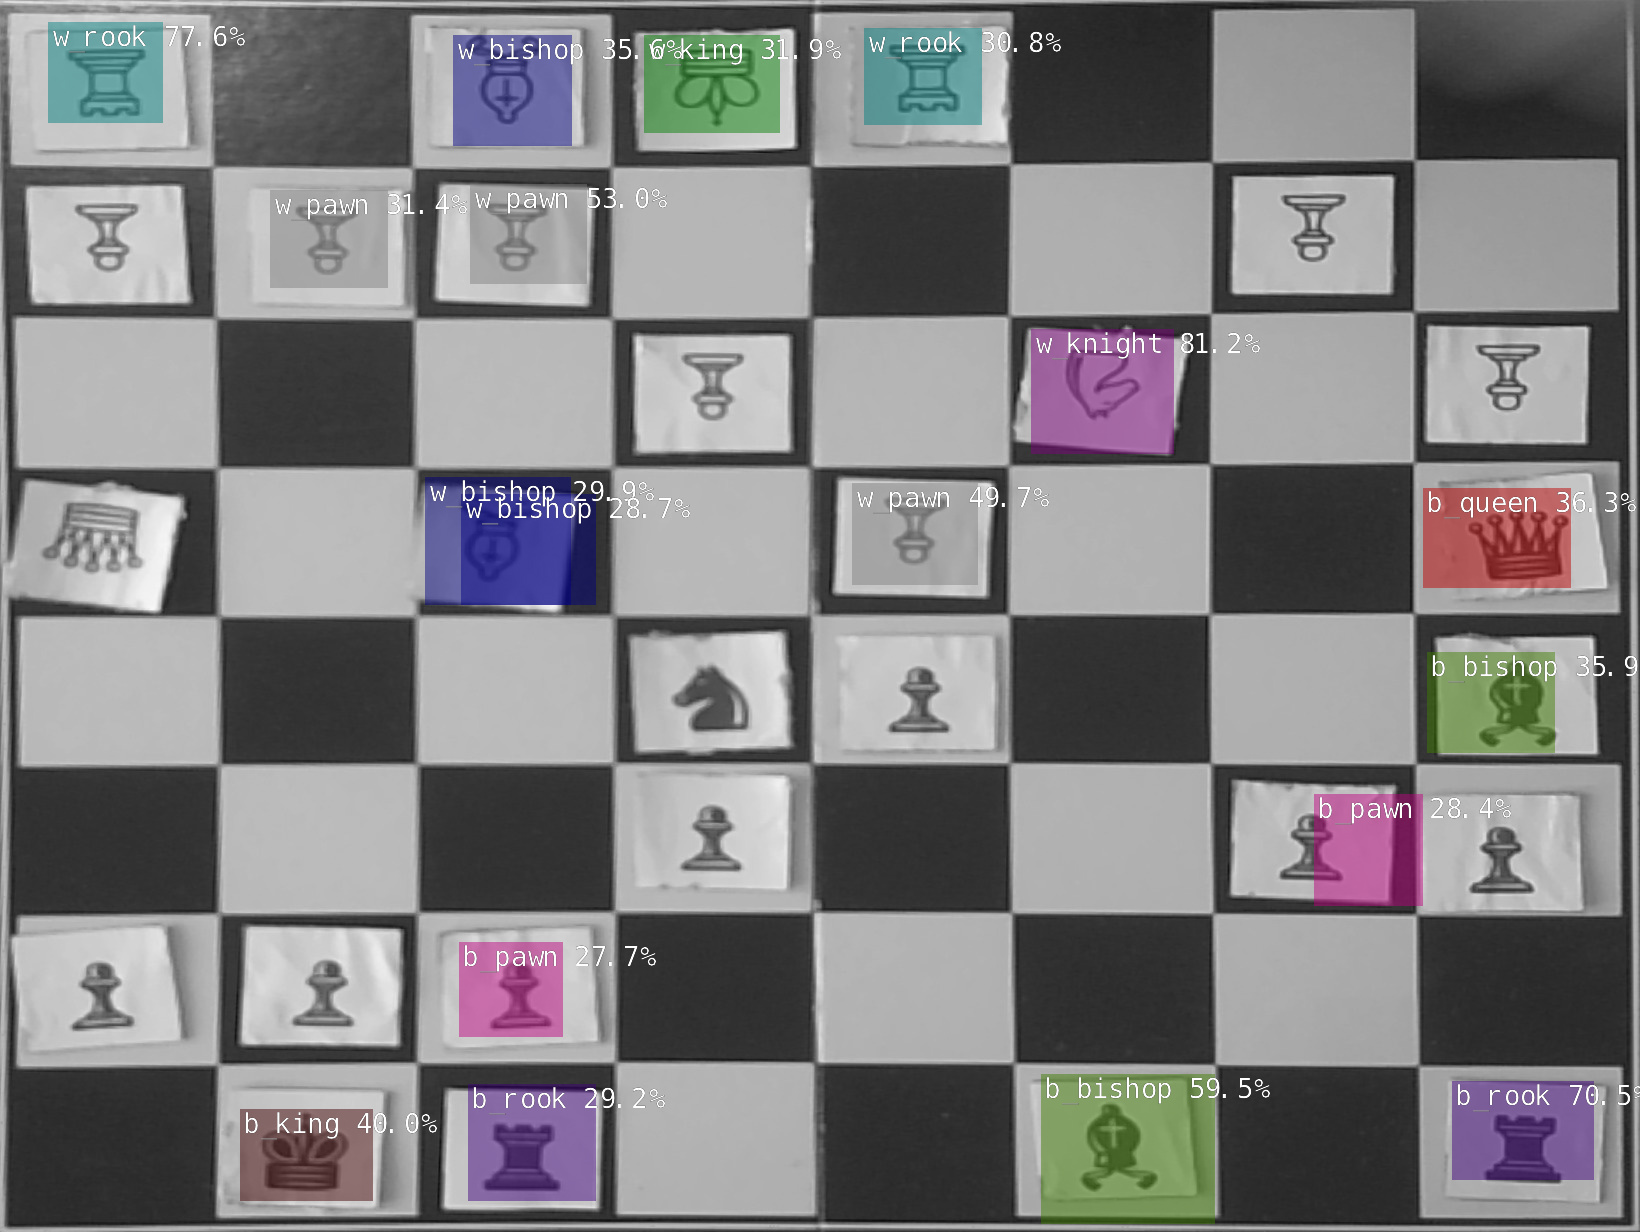 w_rook 77.6%
w_bishop 35.6%
w_king 31.9%
w_rook 30.8%
w_pawn 31.4%
w_pawn 53.0%
w_knight 81.2%
w_bishop 29.9%
w_bishop 28.7%
w_pawn 49.7%
b_queen 36.3%
b_bishop 35.9
b_pawn 28.4%
b_pawn 27.7%
b_king 40.0%
b_rook 29.2%
b_bishop 59.5%
b_rook 70.5%